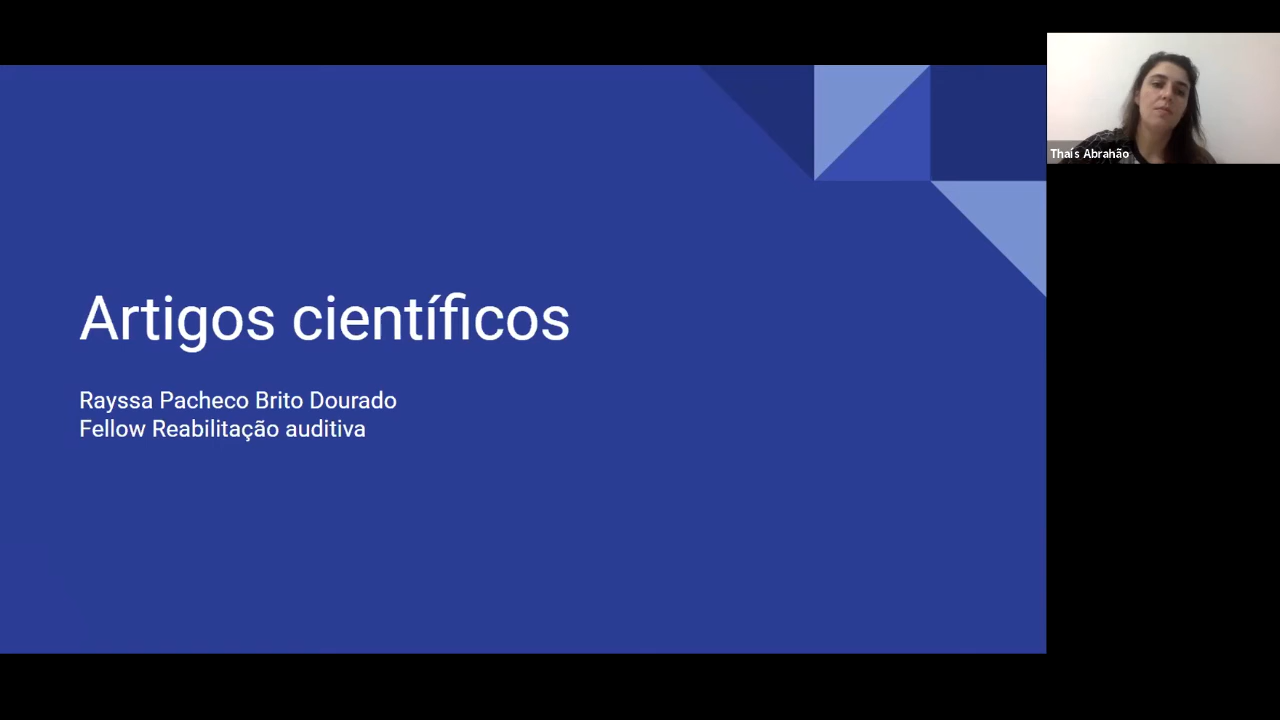 Artigos científicos
Rayssa Pacheco Brito Dourado
Fellow Reabilitação auditiva
Thaís Abrahão